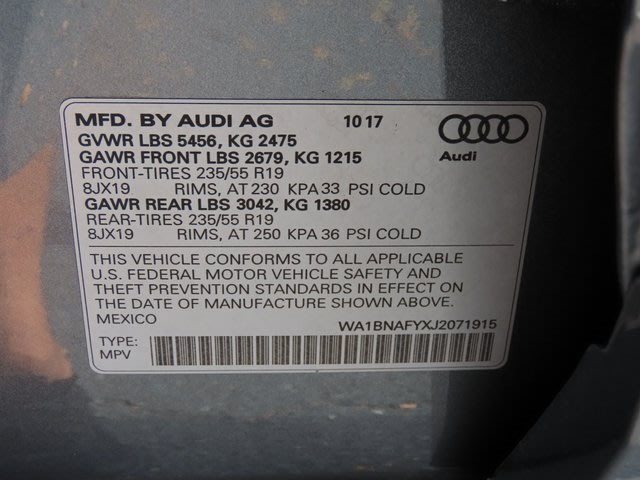 MFD. BY AUDI AG 10 17
GVWR LBS 5456, KG 2475
GAWR FRONT LBS 2679, KG 1215
Audi
FRONT-TIRES 235/55 R19
8JX19 RIMS, AT 230 KPA 33 PSI COLD
GAWR REAR LBS 3042, KG 1380
REAR-TIRES 235/55 R19
8JX19 RIMS, AT 250 KPA 36 PSI COLD
THIS VEHICLE CONFORMS TO ALL APPLICABLE
U.S. FEDERAL MOTOR VEHICLE SAFETY AND
THEFT PREVENTION STANDARDS IN EFFECT ON
THE DATE OF MANUFACTURE SHOWN ABOVE.
MEXICO WA1BNAFYXJ2071915
TYPE:
MPV